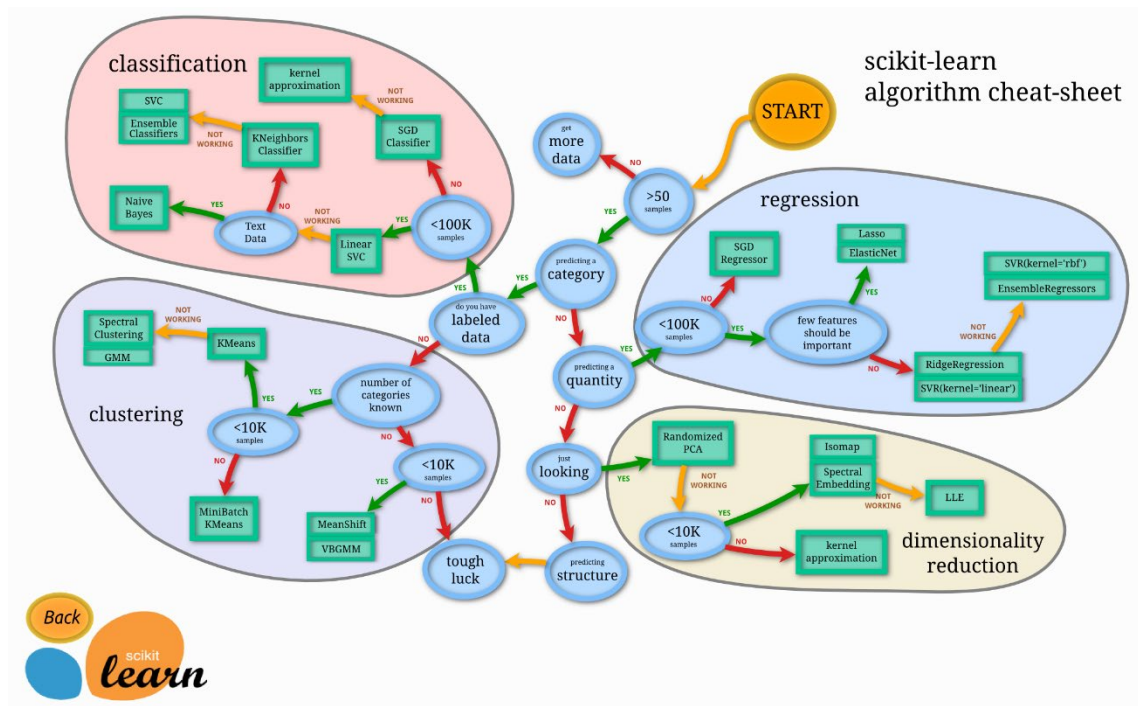 scikit-learn
algorithm cheat-sheet
START
classification
kernel
approximation
NOT
WORKING
SVC
Ensemble
Classifiers
NOT
WORKING
KNeighbors
Classifier
SGD
Classifier
NO
Naive
Bayes
YES
Text
Data
NO
NOT
WORKING
Linear
SVC
YES
<100K
samples
YES
get
more
data
NO
>50
samples
YES
predicting a
category
YES
do you have
labeled
data
NO
NO
predicting a
quantity
YES
NO
just
looking
YES
NO
predicting
structure
tough
luck
regression
SGD
Regressor
NO
<100K
samples
YES
Lasso
ElasticNet
YES
few features
should be
important
NO
SVR(kernel='rbf')
EnsembleRegressors
NOT
WORKING
RidgeRegression
SVR(kernel='linear')
clustering
Spectral
Clustering
GMM
NOT
WORKING
KMeans
YES
<10K
samples
YES
number of
categories
known
NO
NO
MiniBatch
KMeans
<10K
samples
YES
NO
MeanShift
VBGMM
Randomized
PCA
NOT
WORKING
<10K
samples
YES
NO
Isomap
Spectral
Embedding
NOT
WORKING
LLE
kernel
approximation
dimensionality
reduction
Back
scikit
learn